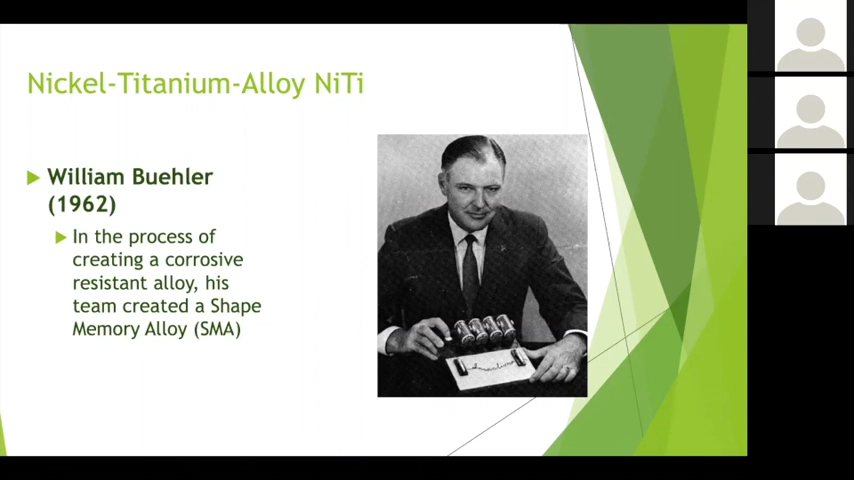 Nickel-Titanium-Alloy NiTi
William Buehler
(1962)
In the process of
creating a corrosive
resistant alloy, his
team created a Shape
Memory Alloy (SMA)